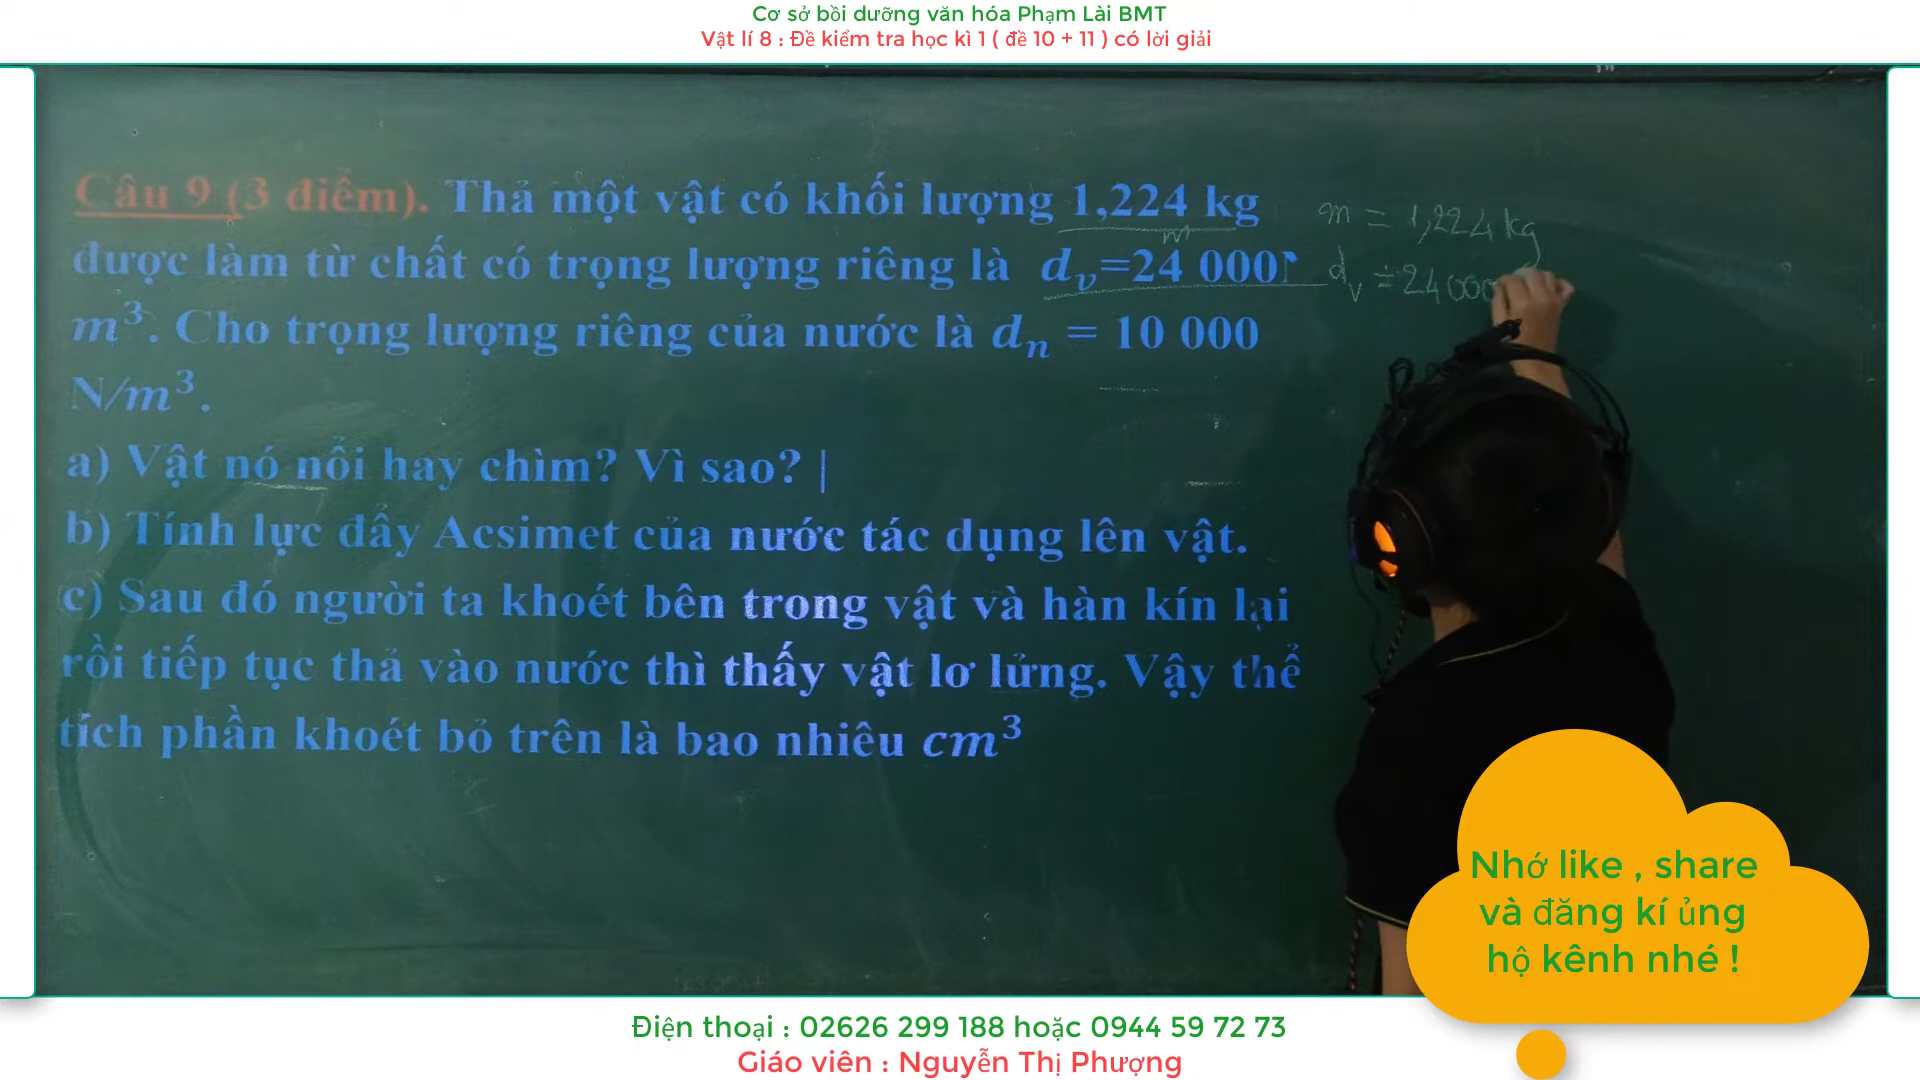 Cơ sở bồi dưỡng văn hóa Phạm Lài BMT
Vật lí 8 : Đề kiểm tra học kì 1 ( đề 10 + 11 ) có lời giải
Câu 9 (3 điểm). Thả một vật có khối lượng 1,224 kg
được làm từ chất có trọng lượng riêng là dᵥ=24 000
m³. Cho trọng lượng riêng của nước là dₙ = 10 000
N/m³.
a) Vật nó nổi hay chìm? Vì sao? |
b) Tính lực đẩy Acsimet của nước tác dụng lên vật.
c) Sau đó người ta khoét bên trong vật và hàn kín lại
rồi tiếp tục thả vào nước thì thấy vật lơ lửng. Vậy thể
tích phần khoét bỏ trên là bao nhiêu cm³
m = 1,224 kg
dᵥ = 24000
Nhớ like , share
và đăng kí ủng
hộ kênh nhé !
Điện thoại : 02626 299 188 hoặc 0944 59 72 73
Giáo viên : Nguyễn Thị Phượng